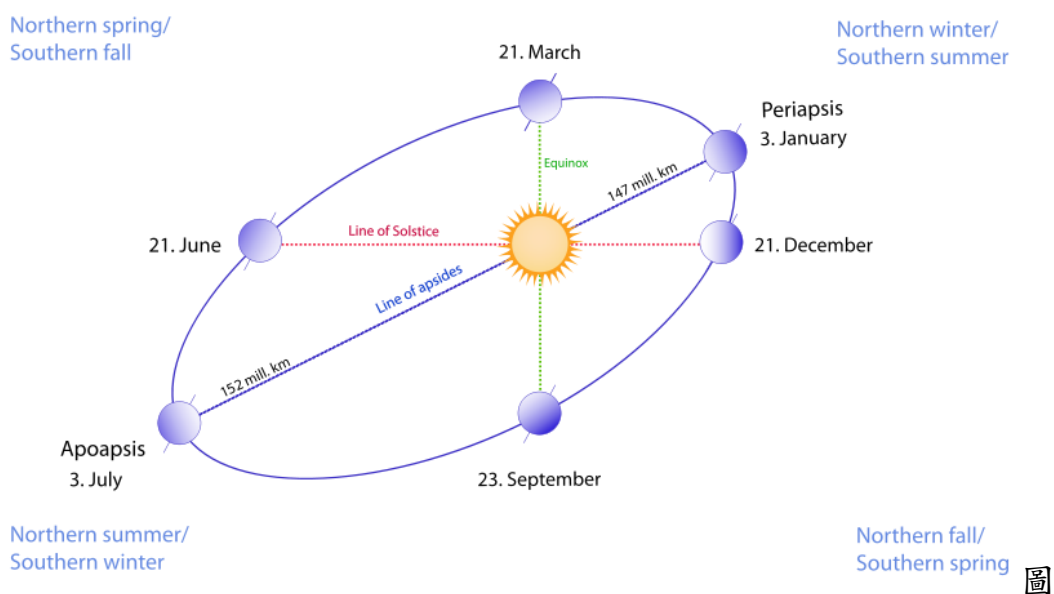 Northern spring/
Southern fall
Northern winter/
Southern summer
21. March
Periapsis
3. January
Equinox
147 mill. km
21. June
Line of Solstice
21. December
Line of apsides
152 mill. km
Apoapsis
3. July
23. September
Northern summer/
Southern winter
Northern fall/
Southern spring
圖